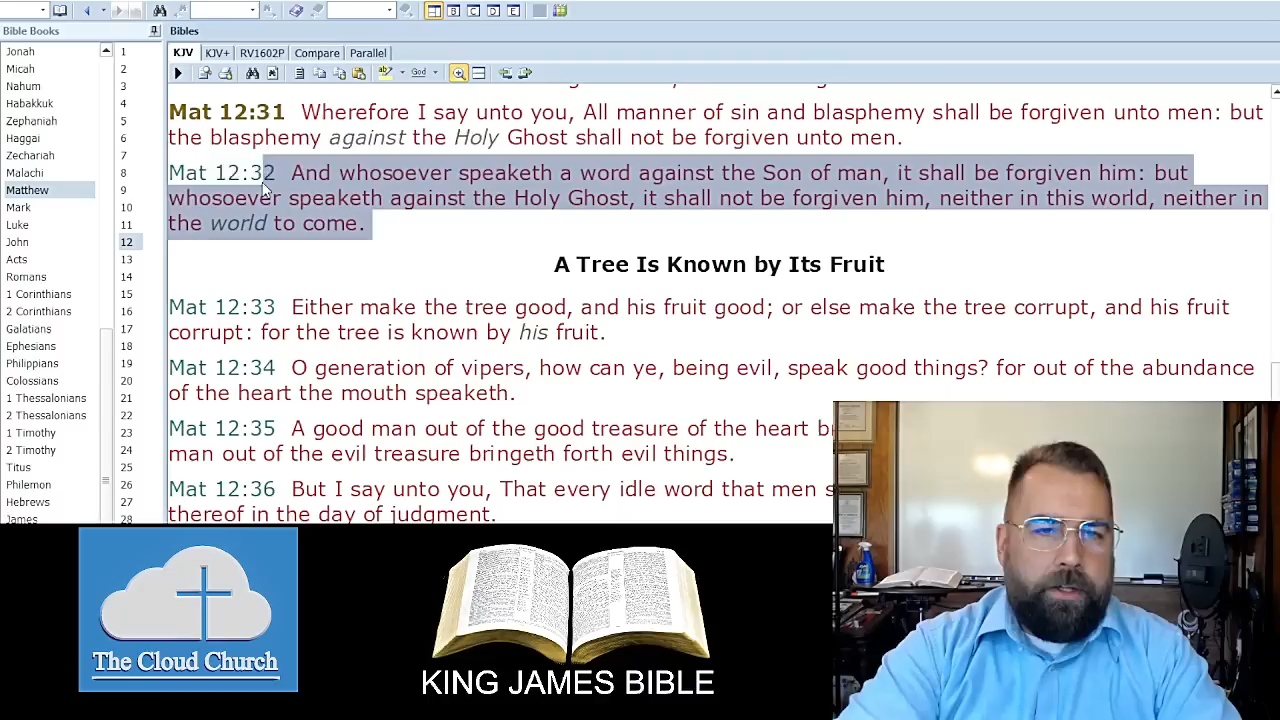 B C D E
Bible Books
Bibles
Jonah 1
Micah 2
Nahum 3
Habakkuk 4
Zephaniah 5
Haggai 6
Zechariah 7
Malachi 8
Matthew 9
Mark 10
Luke 11
John 12
Acts 13
Romans 14
1 Corinthians 15
2 Corinthians 16
Galatians 17
Ephesians 18
Philippians 19
Colossians 20
1 Thessalonians 21
2 Thessalonians 22
1 Timothy 23
2 Timothy 24
Titus 25
Philemon 26
Hebrews 27
James 28
KJV KJV+ RV1602P Compare Parallel
God
Mat 12:31 Wherefore I say unto you, All manner of sin and blasphemy shall be forgiven unto men: but
the blasphemy against the Holy Ghost shall not be forgiven unto men.
Mat 12:32 And whosoever speaketh a word against the Son of man, it shall be forgiven him: but
whosoever speaketh against the Holy Ghost, it shall not be forgiven him, neither in this world, neither in
the world to come.
A Tree Is Known by Its Fruit
Mat 12:33 Either make the tree good, and his fruit good; or else make the tree corrupt, and his fruit
corrupt: for the tree is known by his fruit.
Mat 12:34 O generation of vipers, how can ye, being evil, speak good things? for out of the abundance
of the heart the mouth speaketh.
Mat 12:35 A good man out of the good treasure of the heart
man out of the evil treasure bringeth forth evil things.
Mat 12:36 But I say unto you, That every idle word that men
thereof in the day of judgment.
The Cloud Church
KING JAMES BIBLE